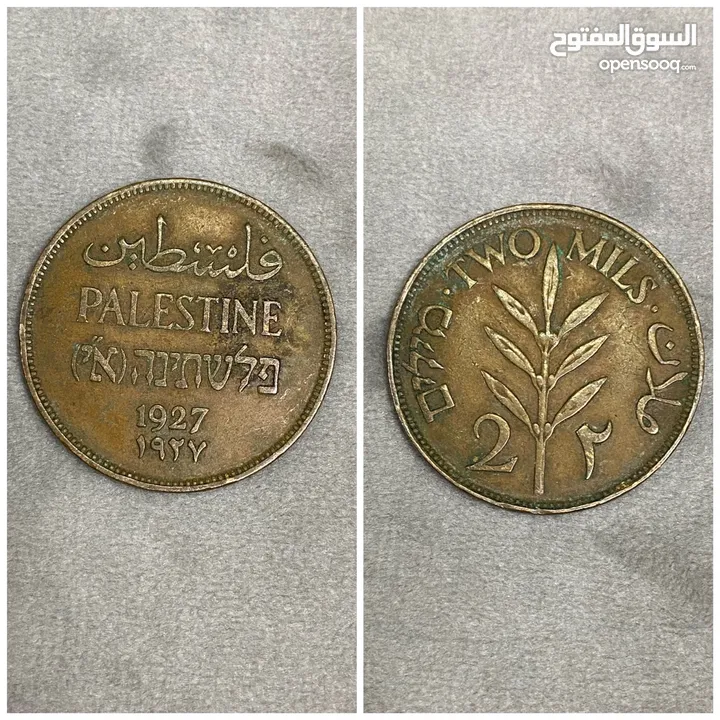 فلسطين
PALESTINE
פלשתינה (א״י)
1927
١٩٢٧
السوق المفتوح
opensooq.com
· TWO MILS ·
מילים
ملان
2 ٢